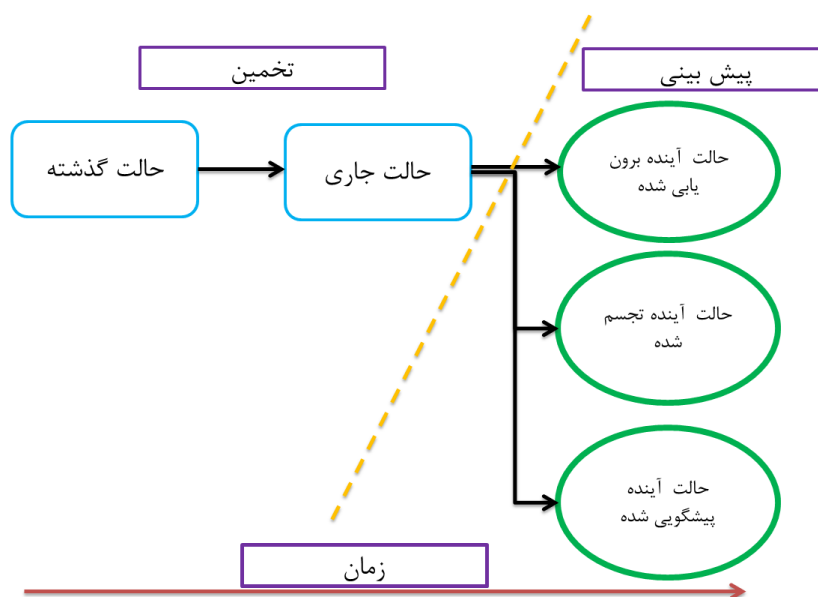 تخمین
پیش بینی
حالت گذشته
حالت جاری
حالت آینده برون
یابی شده
حالت آینده تجسم
شده
حالت آینده
پیشگویی شده
زمان